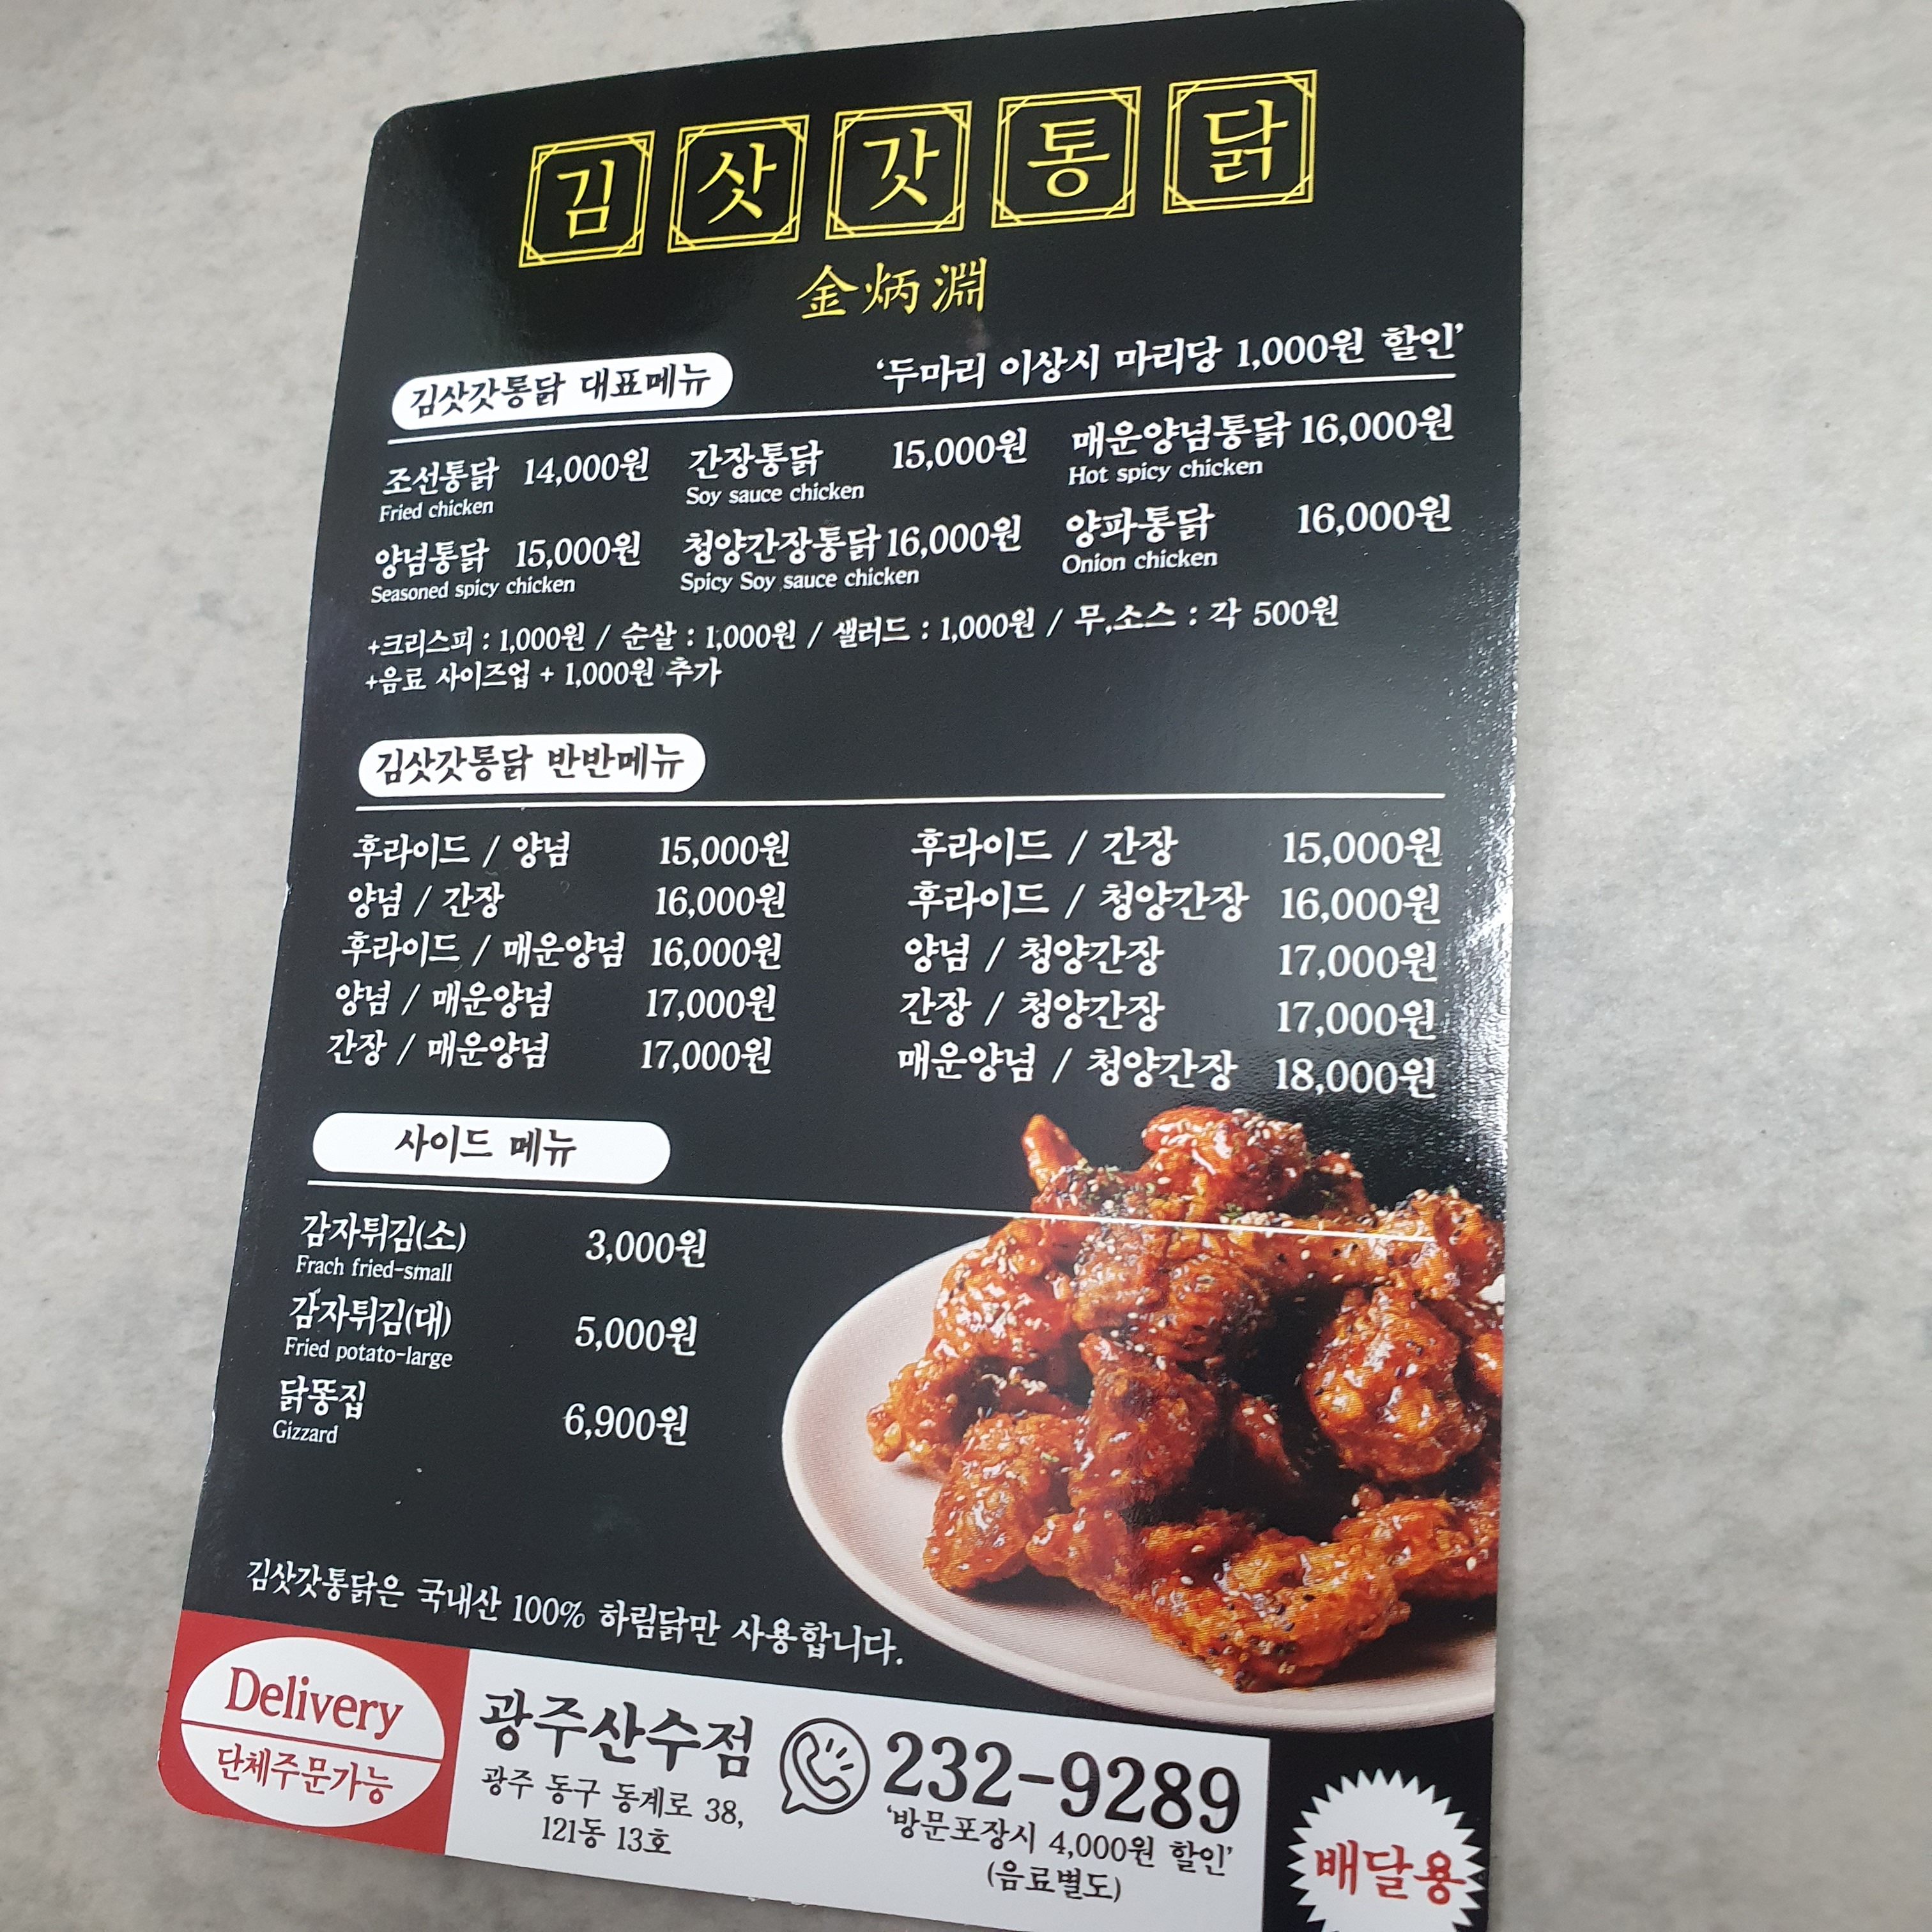 김삿갓통닭
金炳淵
김삿갓통닭 대표메뉴
‘두마리 이상시 마리당 1,000원 할인’
조선통닭 14,000원
Fried chicken
간장통닭 15,000원
Soy sauce chicken
매운양념통닭 16,000원
Hot spicy chicken
양념통닭 15,000원
Seasoned spicy chicken
청양간장통닭 16,000원
Spicy Soy sauce chicken
양파통닭 16,000원
Onion chicken
+크리스피 : 1,000원 / 순살 : 1,000원 / 샐러드 : 1,000원 / 무,소스 : 각 500원
+음료 사이즈업 + 1,000원 추가
김삿갓통닭 반반메뉴
후라이드 / 양념 15,000원
후라이드 / 간장 15,000원
양념 / 간장 16,000원
후라이드 / 청양간장 16,000원
후라이드 / 매운양념 16,000원
양념 / 청양간장 17,000원
양념 / 매운양념 17,000원
간장 / 청양간장 17,000원
간장 / 매운양념 17,000원
매운양념 / 청양간장 18,000원
사이드 메뉴
감자튀김(소) 3,000원
Frach fried-small
감자튀김(대) 5,000원
Fried potato-large
닭똥집 6,900원
Gizzard
김삿갓통닭은 국내산 100% 하림닭만 사용합니다.
Delivery
단체주문가능
광주산수점
광주 동구 동계로 38,
121동 13호
232-9289
‘방문포장시 4,000원 할인’
(음료별도)
배달용